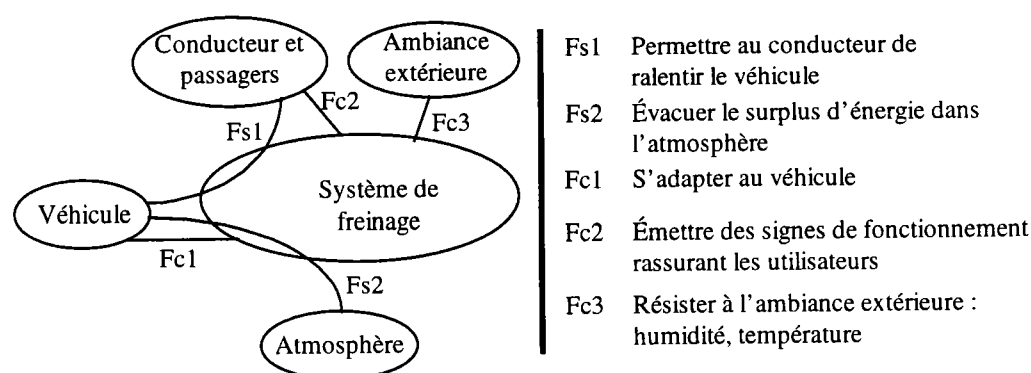 Conducteur et
passagers
Ambiance
extérieure
Fc2
Fc3
Fs1
Système de
freinage
Véhicule
Fc1
Fs2
Atmosphère
Fs1 Permettre au conducteur de
ralentir le véhicule
Fs2 Évacuer le surplus d'énergie dans
l'atmosphère
Fc1 S'adapter au véhicule
Fc2 Émettre des signes de fonctionnement
rassurant les utilisateurs
Fc3 Résister à l'ambiance extérieure :
humidité, température